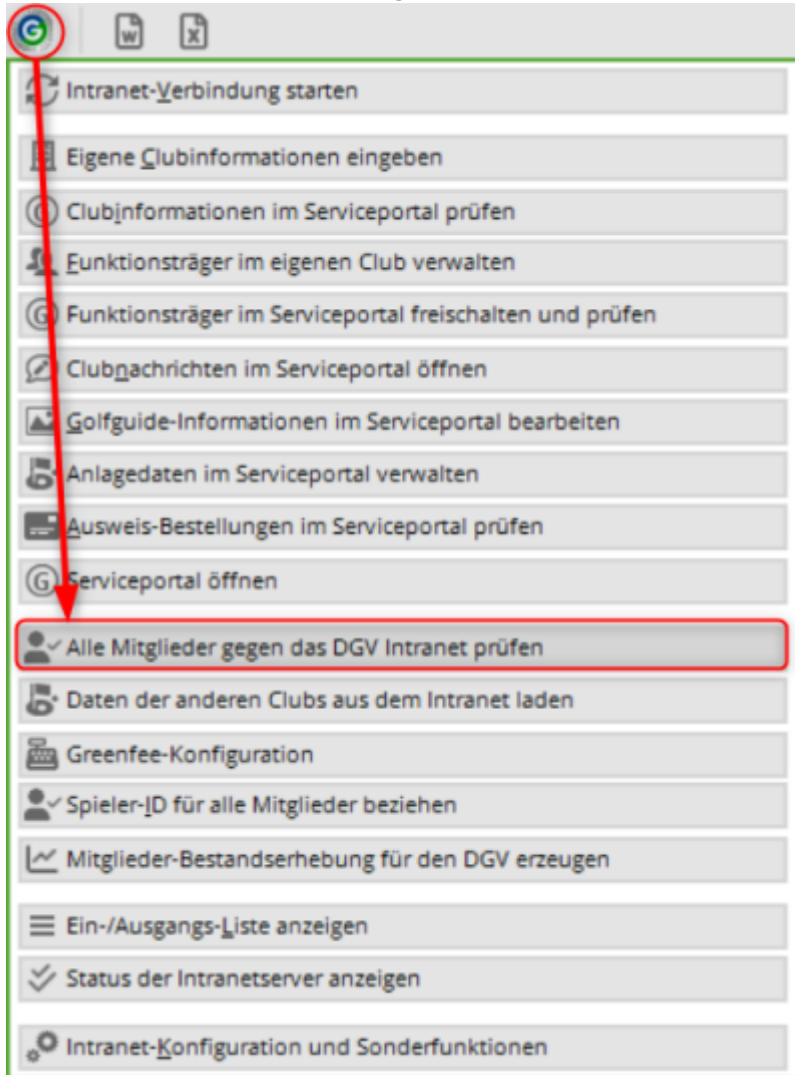 G
W X
Intranet-Verbindung starten
Eigene Clubinformationen eingeben
Clubinformationen im Serviceportal prüfen
Funktionsträger im eigenen Club verwalten
Funktionsträger im Serviceportal freischalten und prüfen
Clubnachrichten im Serviceportal öffnen
Golfguide-Informationen im Serviceportal bearbeiten
Anlagedaten im Serviceportal verwalten
Ausweis-Bestellungen im Serviceportal prüfen
Serviceportal öffnen
Alle Mitglieder gegen das DGV Intranet prüfen
Daten der anderen Clubs aus dem Intranet laden
Greenfee-Konfiguration
Spieler-ID für alle Mitglieder beziehen
Mitglieder-Bestandserhebung für den DGV erzeugen
Ein-/Ausgangs-Liste anzeigen
Status der Intranetserver anzeigen
Intranet-Konfiguration und Sonderfunktionen